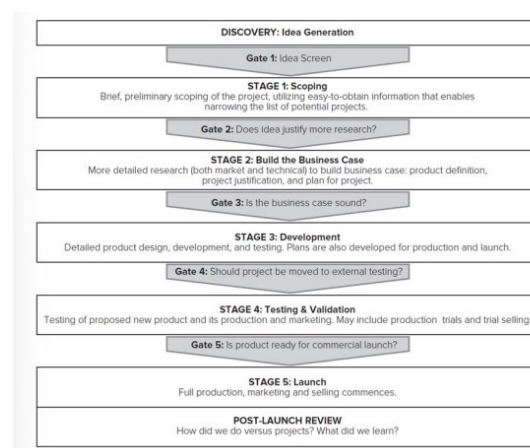 DISCOVERY: Idea Generation
Gate 1: Idea Screen
STAGE 1: Scoping
Brief, preliminary scoping of the project, utilizing easy-to-obtain information that enables
narrowing the list of potential projects.
Gate 2: Does idea justify more research?
STAGE 2: Build the Business Case
More detailed research (both market and technical) to build business case: product definition,
project justification, and plan for project.
Gate 3: Is the business case sound?
STAGE 3: Development
Detailed product design, development, and testing. Plans are also developed for production and launch.
Gate 4: Should project be moved to external testing?
STAGE 4: Testing & Validation
Testing of proposed new product and its production and marketing. May include production trials and trial selling
Gate 5: Is product ready for commercial launch?
STAGE 5: Launch
Full production, marketing and selling commences.
POST-LAUNCH REVIEW
How did we do versus projects? What did we learn?